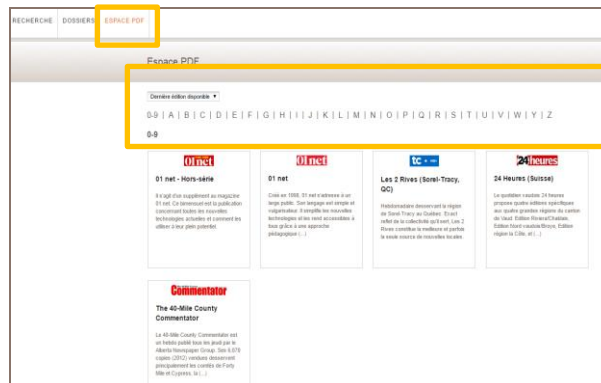 RECHERCHE DOSSIERS ESPACE PDF
Espace PDF
Dernière édition disponible
0-9 | A | B | C | D | E | F | G | H | I | J | K | L | M | N | O | P | Q | R | S | T | U | V | W | Y | Z
0-9
01net
01 net - Hors-série
Il s'agit d'un supplément au magazine
01 net. Ce bimensuel est la publication
concernant toutes les nouvelles
technologies actuelles et comment les
utiliser à leur plein potentiel.
01net
01 net
Créé en 1998, 01 net s'adresse à un
large public. Son langage est simple et
vulgarisateur. Il simplifie les nouvelles
technologies et les rend accessibles à
tous grâce à une approche
pédagogique (...)
tc
Les 2 Rives (Sorel-Tracy,
QC)
Hebdomadaire desservant la région
de Sorel-Tracy au Québec. Exact
reflet de la collectivité qu'il sert, Les 2
Rives constitue la meilleure et parfois
la seule source de nouvelles locales
24 heures
24 Heures (Suisse)
Le quotidien vaudois 24 heures
propose quatre éditions spécifiques
aux quatre grandes régions du canton
de Vaud. Edition Riviera/Chablais,
Edition Nord-vaudois/Broye, Edition
région la Côte, et (...)
Commentator
The 40-Mile County
Commentator
Le 40-Mile County Commentator est
un hebdo publié tous les jeudi par le
Alberta Newspaper Group. Ses 6,670
copies (2012) vendues desservent
principalement les comtés de Forty
Mile et Cypress, la (...)